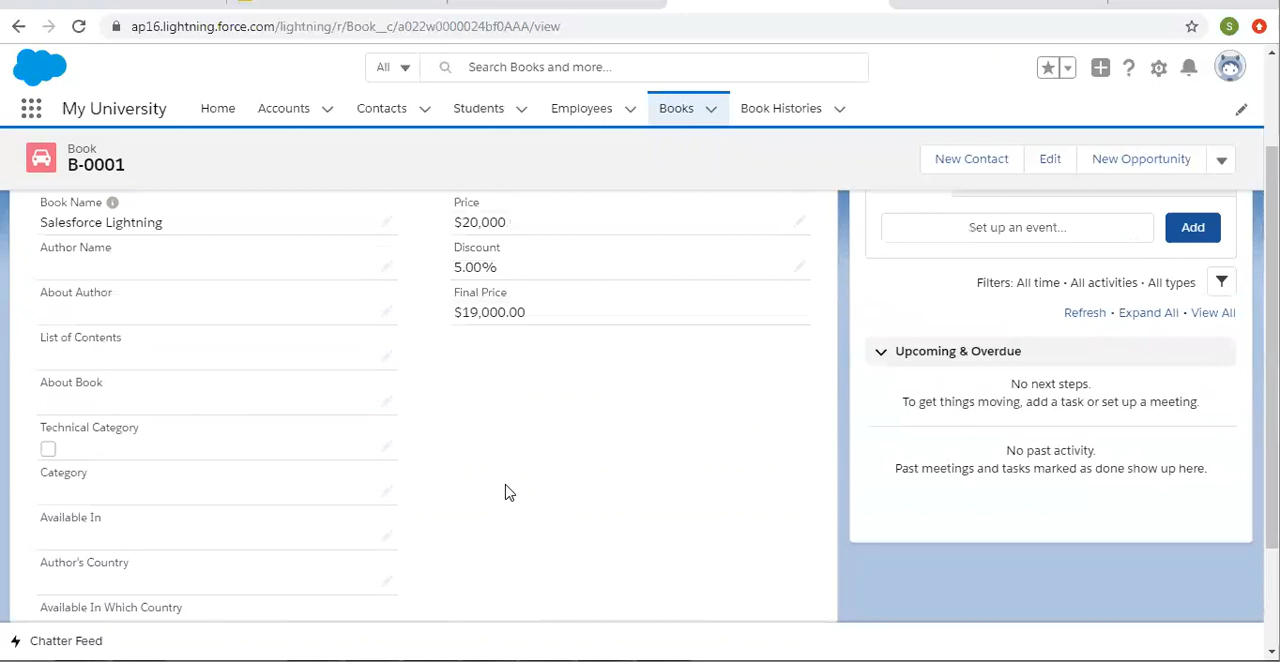 ap16.lightning.force.com/lightning/r/Book__c/a022w0000024bf0AAA/view
S
All
Search Books and more...
My University
Home
Accounts
Contacts
Students
Employees
Books
Book Histories
Book
B-0001
New Contact
Edit
New Opportunity
Book Name
Salesforce Lightning
Author Name
About Author
List of Contents
About Book
Technical Category
Category
Available In
Author's Country
Available In Which Country
Price
$20,000
Discount
5.00%
Final Price
$19,000.00
Set up an event...
Add
Filters: All time • All activities • All types
Refresh • Expand All • View All
Upcoming & Overdue
No next steps.
To get things moving, add a task or set up a meeting.
No past activity.
Past meetings and tasks marked as done show up here.
Chatter Feed